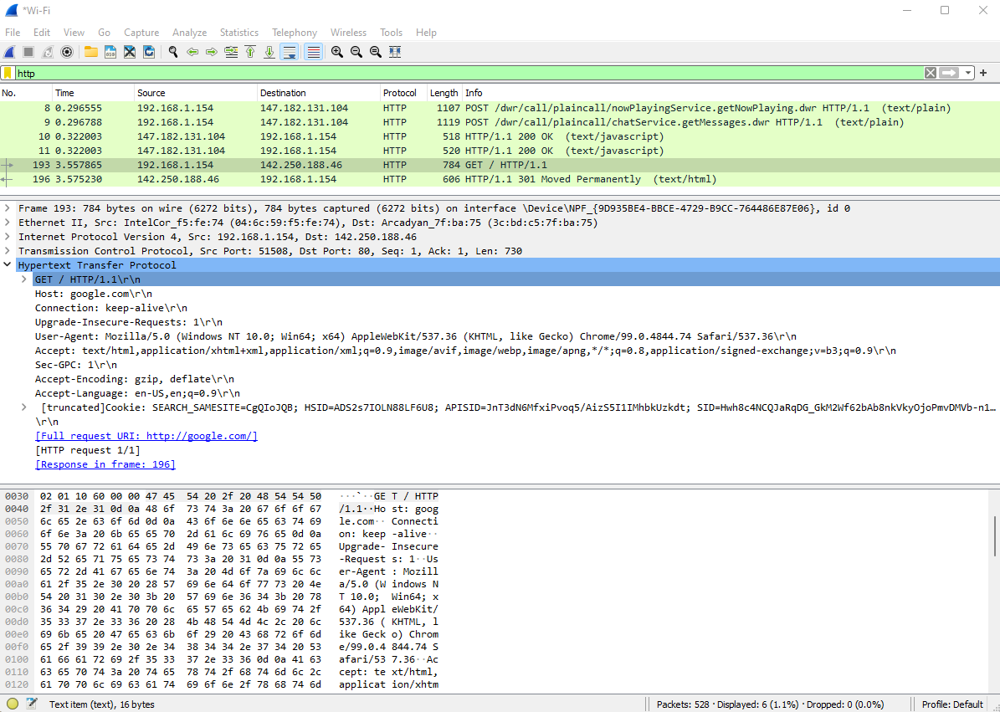 *Wi-Fi
File Edit View Go Capture Analyze Statistics Telephony Wireless Tools Help
http
No. Time Source Destination Protocol Length Info
8 0.296555 192.168.1.154 147.182.131.104 HTTP 1107 POST /dwr/call/plaincall/nowPlayingService.getNowPlaying.dwr HTTP/1.1 (text/plain)
9 0.296788 192.168.1.154 147.182.131.104 HTTP 1119 POST /dwr/call/plaincall/chatService.getMessages.dwr HTTP/1.1 (text/plain)
10 0.322003 147.182.131.104 192.168.1.154 HTTP 518 HTTP/1.1 200 OK (text/javascript)
11 0.322003 147.182.131.104 192.168.1.154 HTTP 520 HTTP/1.1 200 OK (text/javascript)
193 3.557865 192.168.1.154 142.250.188.46 HTTP 784 GET / HTTP/1.1
196 3.575230 142.250.188.46 192.168.1.154 HTTP 606 HTTP/1.1 301 Moved Permanently (text/html)
Frame 193: 784 bytes on wire (6272 bits), 784 bytes captured (6272 bits) on interface \Device\NPF_{9D935BE4-BBCE-4729-B9CC-764486E87E06}, id 0
Ethernet II, Src: IntelCor_f5:fe:74 (04:6c:59:f5:fe:74), Dst: Arcadyan_7f:ba:75 (3c:bd:c5:7f:ba:75)
Internet Protocol Version 4, Src: 192.168.1.154, Dst: 142.250.188.46
Transmission Control Protocol, Src Port: 51508, Dst Port: 80, Seq: 1, Ack: 1, Len: 730
Hypertext Transfer Protocol
GET / HTTP/1.1\r\n
Host: google.com\r\n
Connection: keep-alive\r\n
Upgrade-Insecure-Requests: 1\r\n
User-Agent: Mozilla/5.0 (Windows NT 10.0; Win64; x64) AppleWebKit/537.36 (KHTML, like Gecko) Chrome/99.0.4844.74 Safari/537.36\r\n
Accept: text/html,application/xhtml+xml,application/xml;q=0.9,image/avif,image/webp,image/apng,*/*;q=0.8,application/signed-exchange;v=b3;q=0.9\r\n
Sec-GPC: 1\r\n
Accept-Encoding: gzip, deflate\r\n
Accept-Language: en-US,en;q=0.9\r\n
[truncated]Cookie: SEARCH_SAMESITE=CgQIoJQB; HSID=ADS2s7IOLN88LF6U8; APISID=JnT3dN6MfxiPvoq5/AizS5I1IMhbkUzkdt; SID=Hwh8c4NCQJaRqDG_GkM2Wf62bAb8nkVkyOjoPmvDMVb-n1…
\r\n
[Full request URI: http://google.com/]
[HTTP request 1/1]
[Response in frame: 196]
0030 02 01 10 60 00 00 47 45 54 20 2f 20 48 54 54 50 ···`··GE T / HTTP
0040 2f 31 2e 31 0d 0a 48 6f 73 74 3a 20 67 6f 6f 67 /1.1··Ho st: goog
0050 6c 65 2e 63 6f 6d 0d 0a 43 6f 6e 6e 65 63 74 69 le.com·· Connecti
0060 6f 6e 3a 20 6b 65 65 70 2d 61 6c 69 76 65 0d 0a on: keep -alive··
0070 55 70 67 72 61 64 65 2d 49 6e 73 65 63 75 72 65 Upgrade- Insecure
0080 2d 52 65 71 75 65 73 74 73 3a 20 31 0d 0a 55 73 -Request s: 1··Us
0090 65 72 2d 41 67 65 6e 74 3a 20 4d 6f 7a 69 6c 6c er-Agent : Mozill
00a0 61 2f 35 2e 30 20 28 57 69 6e 64 6f 77 73 20 4e a/5.0 (W indows N
00b0 54 20 31 30 2e 30 3b 20 57 69 6e 36 34 3b 20 78 T 10.0; Win64; x
00c0 36 34 29 20 41 70 70 6c 65 57 65 62 4b 69 74 2f 64) Appl eWebKit/
00d0 35 33 37 2e 33 36 20 28 4b 48 54 4d 4c 2c 20 6c 537.36 ( KHTML, l
00e0 69 6b 65 20 47 65 63 6b 6f 29 20 43 68 72 6f 6d ike Geck o) Chrom
00f0 65 2f 39 39 2e 30 2e 34 38 34 34 2e 37 34 20 53 e/99.0.4 844.74 S
0100 61 66 61 72 69 2f 35 33 37 2e 33 36 0d 0a 41 63 afari/53 7.36··Ac
0110 63 65 70 74 3a 20 74 65 78 74 2f 68 74 6d 6c 2c cept: te xt/html,
0120 61 70 70 6c 69 63 61 74 69 6f 6e 2f 78 68 74 6d applicat ion/xhtm
Text item (text), 16 bytes Packets: 528 · Displayed: 6 (1.1%) · Dropped: 0 (0.0%) Profile: Default